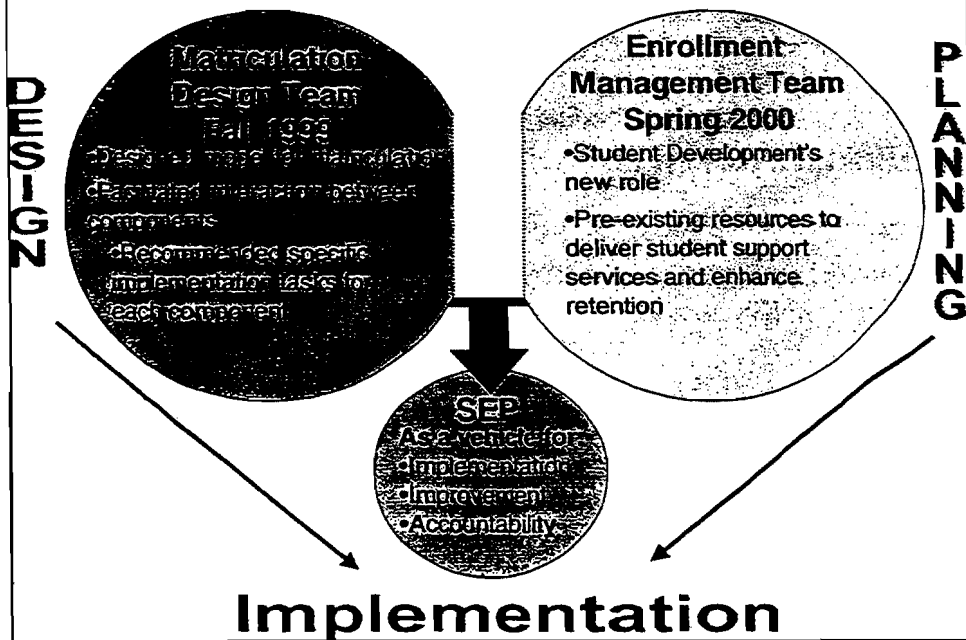 DESIGN
Matriculation
Design Team
Fall 1999
•Designed model for Matriculation
•Facilitated interaction between
components
•Recommended specific
implementation tasks for
each component
Enrollment
Management Team
Spring 2000
•Student Development's
new role
•Pre-existing resources to
deliver student support
services and enhance
retention
PLANNING
SEP
As a vehicle for
•Implementation
•Improvement
•Accountability
Implementation